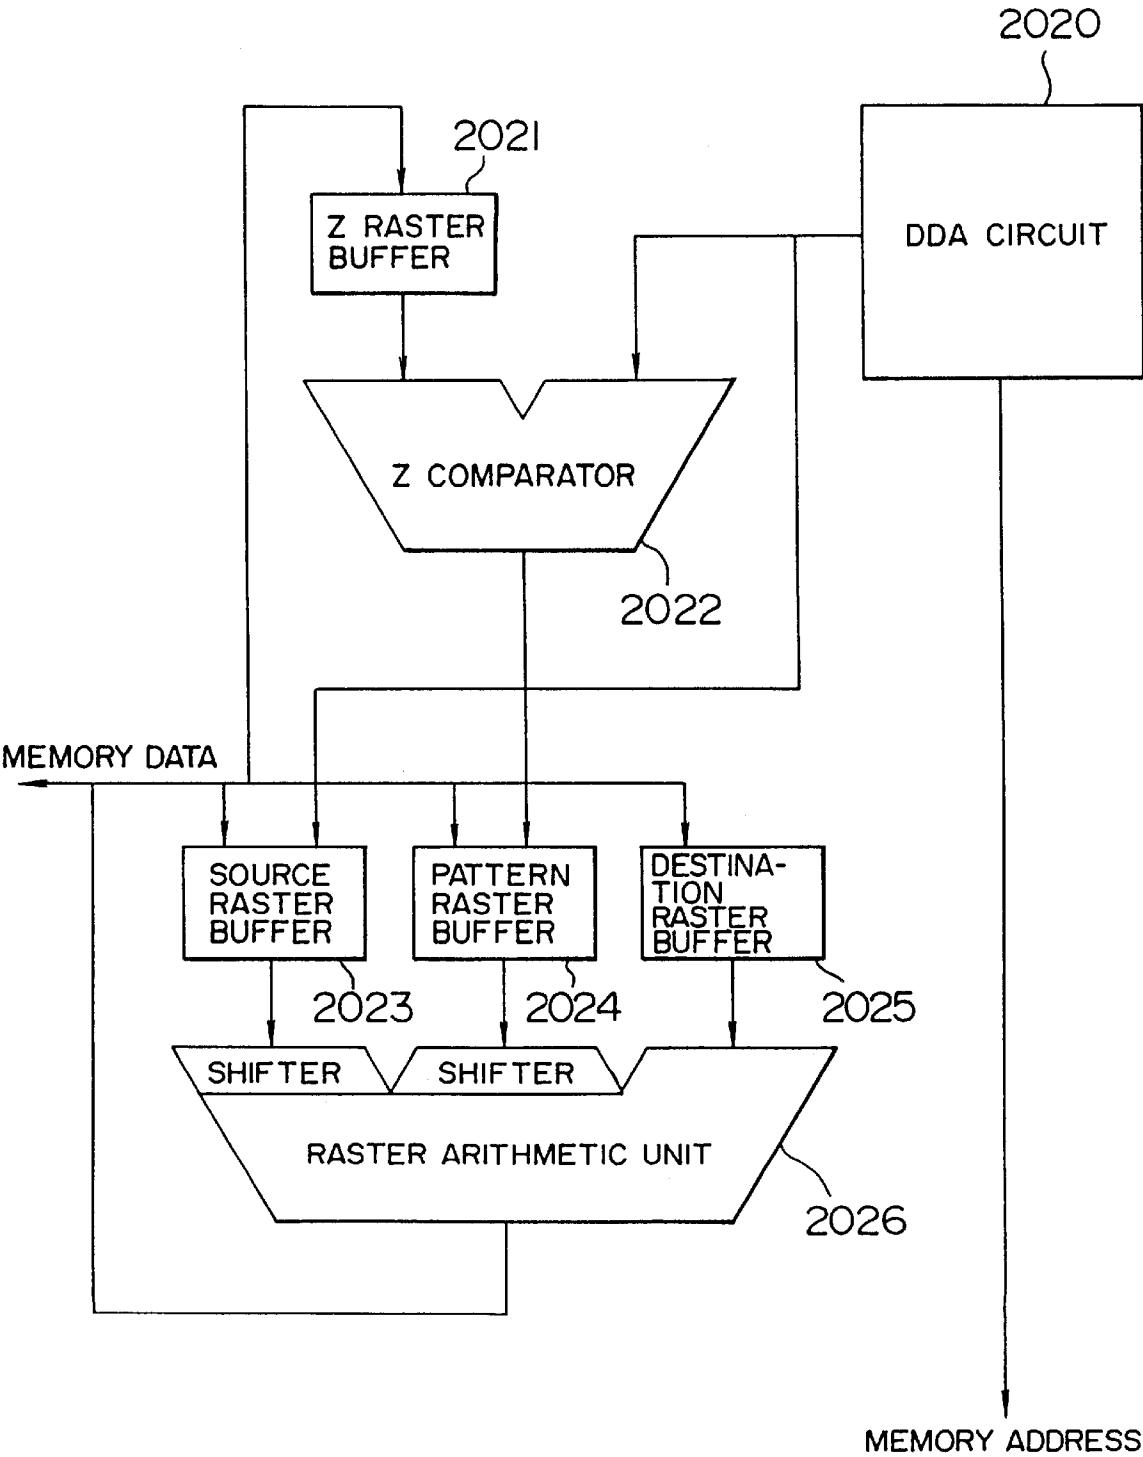 2020
2021
Z RASTER
BUFFER
DDA CIRCUIT
Z COMPARATOR
2022
MEMORY DATA
SOURCE
RASTER
BUFFER
PATTERN
RASTER
BUFFER
DESTINA-
TION
RASTER
BUFFER
2023
2024
2025
SHIFTER
SHIFTER
RASTER ARITHMETIC UNIT
2026
MEMORY ADDRESS